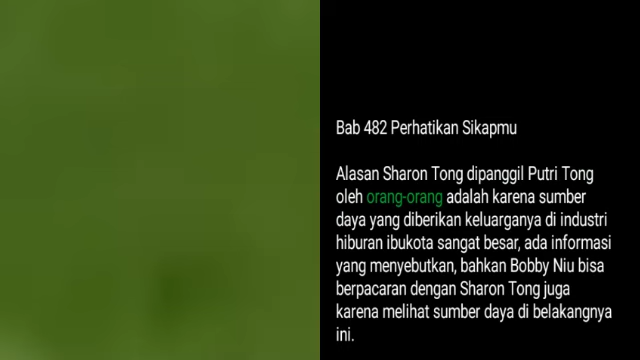 Bab 482 Perhatikan Sikapmu
Alasan Sharon Tong dipanggil Putri Tong
oleh orang-orang adalah karena sumber
daya yang diberikan keluarganya di industri
hiburan ibukota sangat besar, ada informasi
yang menyebutkan, bahkan Bobby Niu bisa
berpacaran dengan Sharon Tong juga
karena melihat sumber daya di belakangnya
ini.